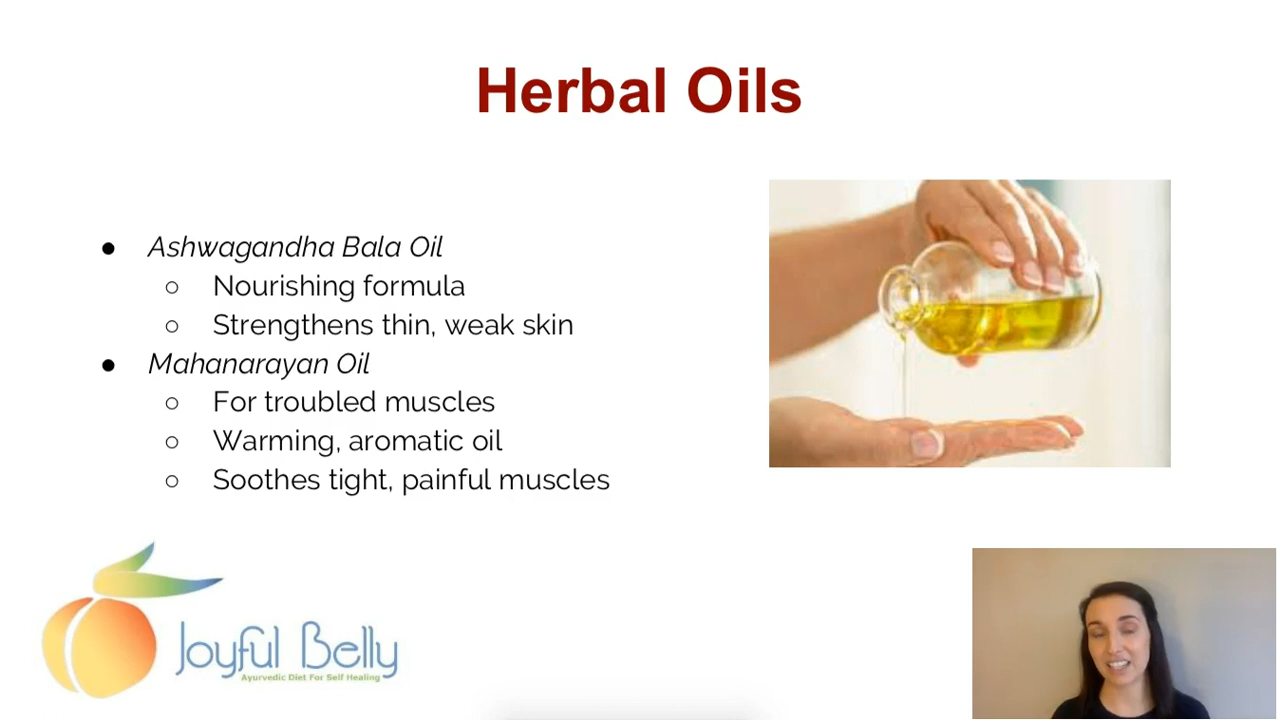 Herbal Oils
● Ashwagandha Bala Oil
○ Nourishing formula
○ Strengthens thin, weak skin
● Mahanarayan Oil
○ For troubled muscles
○ Warming, aromatic oil
○ Soothes tight, painful muscles
Joyful Belly
Ayurvedic Diet For Self Healing